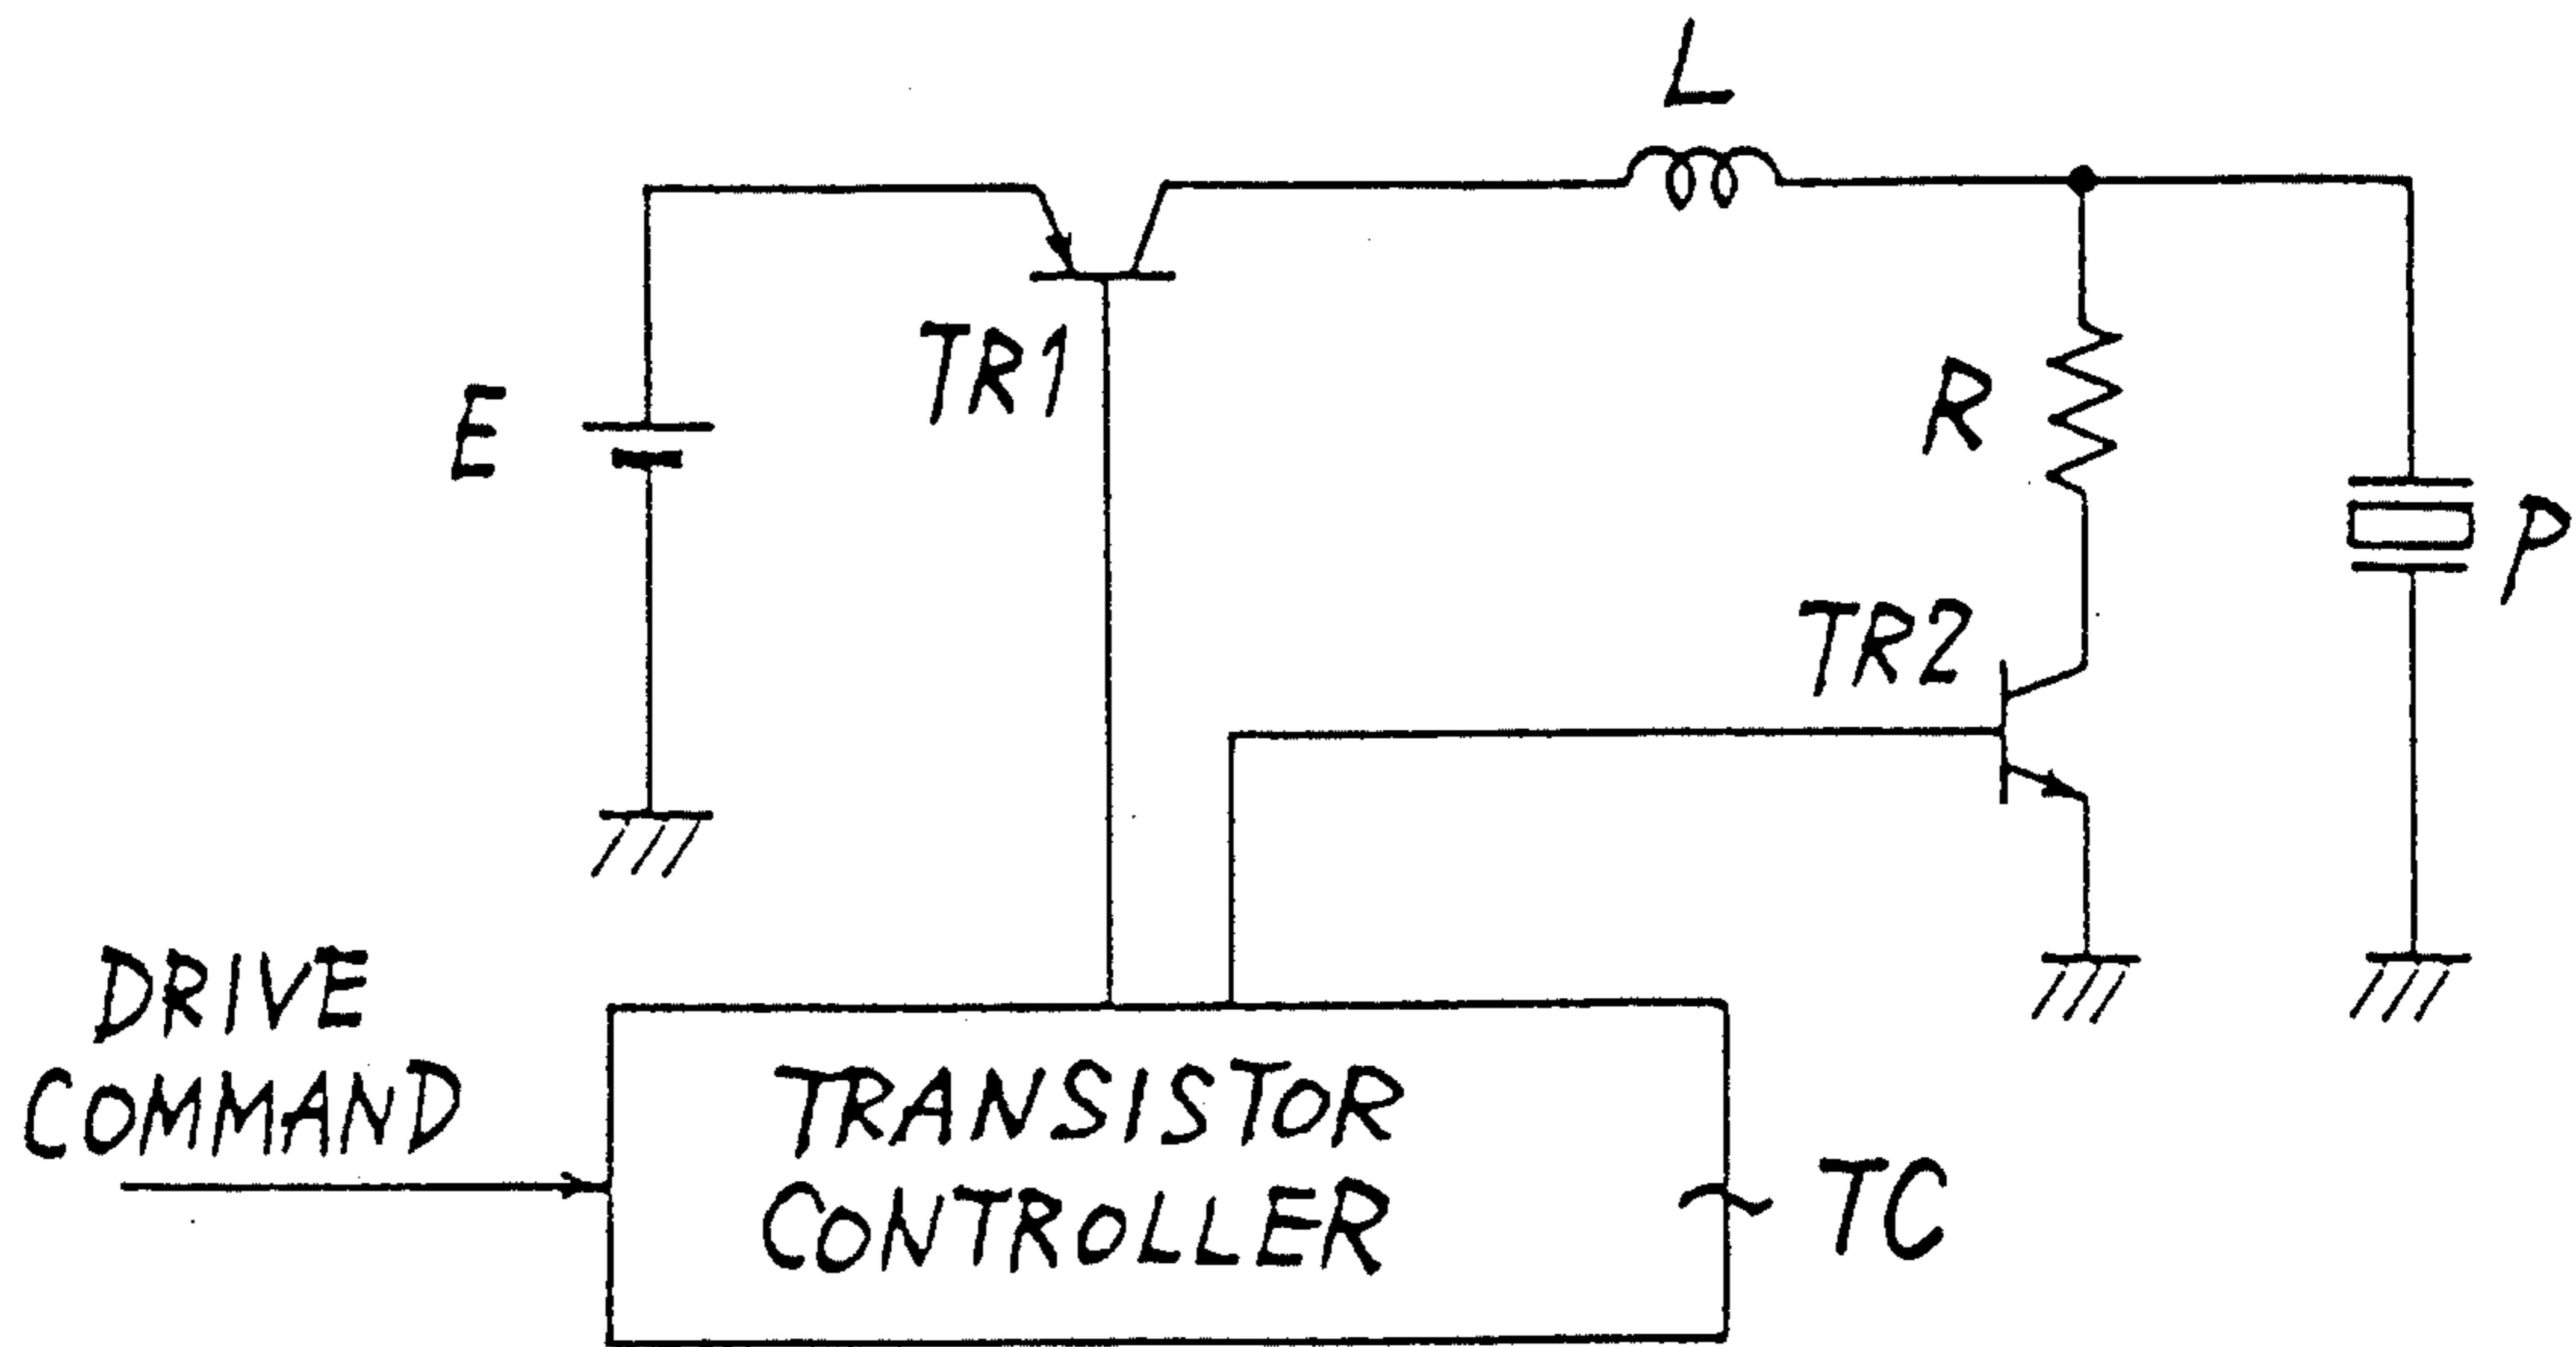 L
TR1
E
R
P
TR2
DRIVE
COMMAND
TRANSISTOR
CONTROLLER
TC